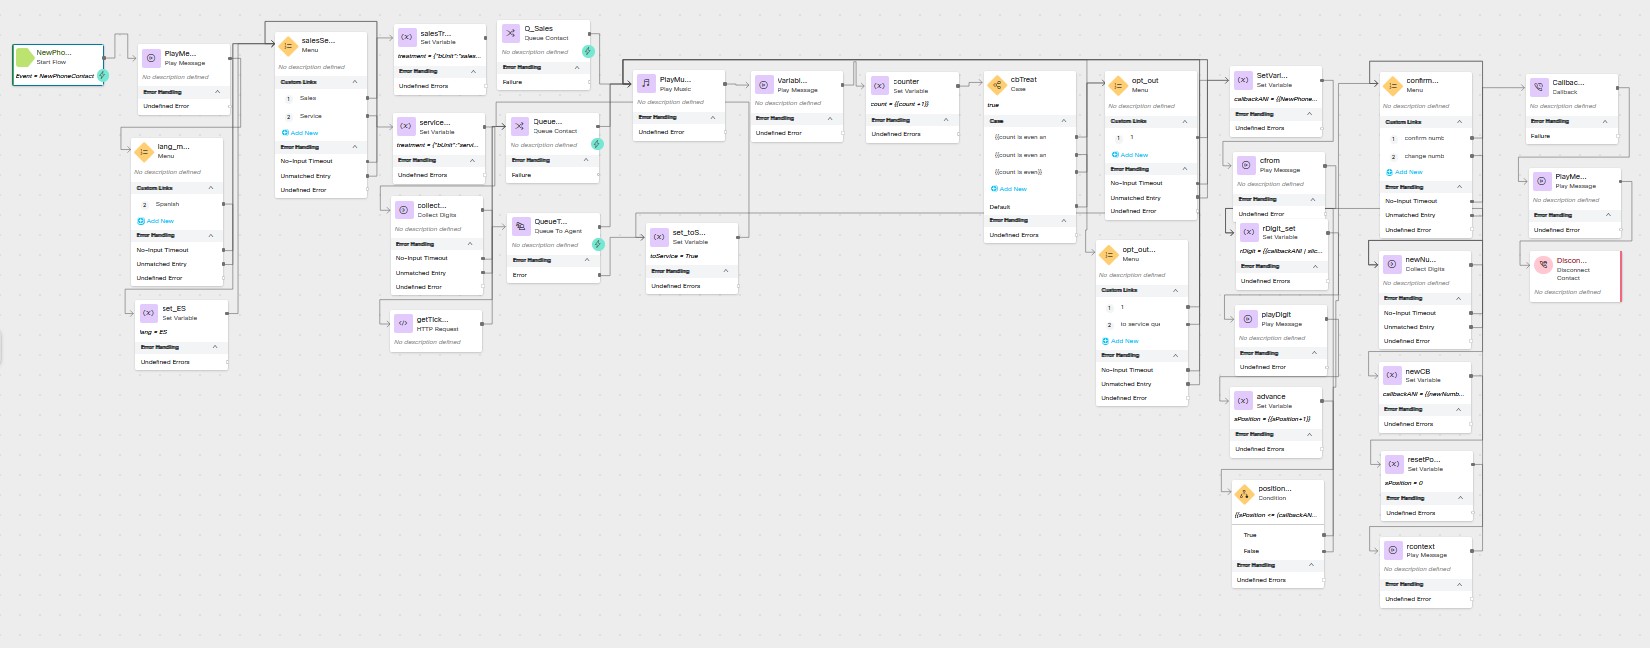 NewPho...
Start Flow
Event = NewPhoneContact
PlayMe...
Play Message
No description defined
Error Handling
Undefined Error
lang_m...
Menu
No description defined
Custom Links
1 Spanish
Add New
Error Handling
No-Input Timeout
Unmatched Entry
Undefined Error
set_ES
Set Variable
lang = ES
Error Handling
Undefined Errors
salesSe...
Menu
No description defined
Custom Links
1 Sales
2 Service
Add New
Error Handling
No-Input Timeout
Unmatched Entry
Undefined Error
salesTr...
Set Variable
treatment = {"bUnit":"sales...
Error Handling
Undefined Errors
service...
Set Variable
treatment = {"bUnit":"servi...
Error Handling
Undefined Errors
collect...
Collect Digits
No description defined
Error Handling
No-Input Timeout
Unmatched Entry
Undefined Error
getTick...
HTTP Request
No description defined
Q_Sales
Queue Contact
No description defined
Error Handling
Failure
Queue...
Queue Contact
No description defined
Error Handling
Failure
QueueT...
Queue To Agent
No description defined
Error Handling
Error
PlayMu...
Play Music
No description defined
Error Handling
Undefined Error
set_toS...
Set Variable
toService = True
Error Handling
Undefined Errors
Variabl...
Play Message
No description defined
Error Handling
Undefined Error
counter
Set Variable
count = {{count +1}}
Error Handling
Undefined Errors
cbTreat
Case
true
Case
{{count is even an
{{count is even an
{{count is even}}
Add New
Default
Error Handling
Undefined Errors
opt_out
Menu
No description defined
Custom Links
1 1
Add New
Error Handling
No-Input Timeout
Unmatched Entry
Undefined Error
opt_out...
Menu
No description defined
Custom Links
1 1
2 to service que
Add New
Error Handling
No-Input Timeout
Unmatched Entry
Undefined Error
SetVari...
Set Variable
callbackANI = {{NewPhone...
Error Handling
Undefined Errors
cfrom
Play Message
No description defined
Error Handling
Undefined Error
rDigit_set
Set Variable
rDigit = {{callbackANI | slic...
Error Handling
Undefined Errors
playDigit
Play Message
No description defined
Error Handling
Undefined Error
advance
Set Variable
sPosition = {{sPosition+1}}
Error Handling
Undefined Errors
position...
Condition
{{sPosition <= (callbackAN...
True
False
Error Handling
Undefined Errors
confirm...
Menu
No description defined
Custom Links
1 confirm numb
2 change numb
Add New
Error Handling
No-Input Timeout
Unmatched Entry
newNu...
Collect Digits
No description defined
Error Handling
No-Input Timeout
Unmatched Entry
Undefined Error
newCB
Set Variable
callbackANI = {{newNumb...
Error Handling
Undefined Errors
resetPo...
Set Variable
sPosition = 0
Error Handling
Undefined Errors
rcontext
Play Message
No description defined
Error Handling
Undefined Error
Callbac...
Callback
No description defined
Error Handling
Failure
PlayMe...
Play Message
No description defined
Error Handling
Undefined Error
Discon...
Disconnect
Contact
No description defined